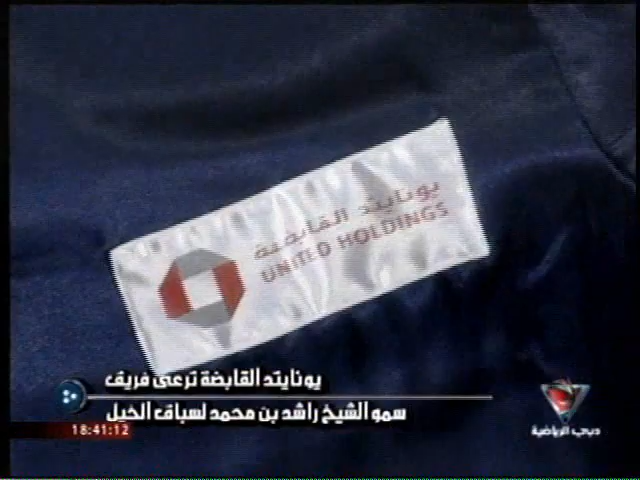 يونايتد القابضة
UNITED HOLDINGS
يونايتد القابضة ترعى فريق
سمو الشيخ راشد بن محمد لسباق الخيل
18:41:12
دبي الرياضية